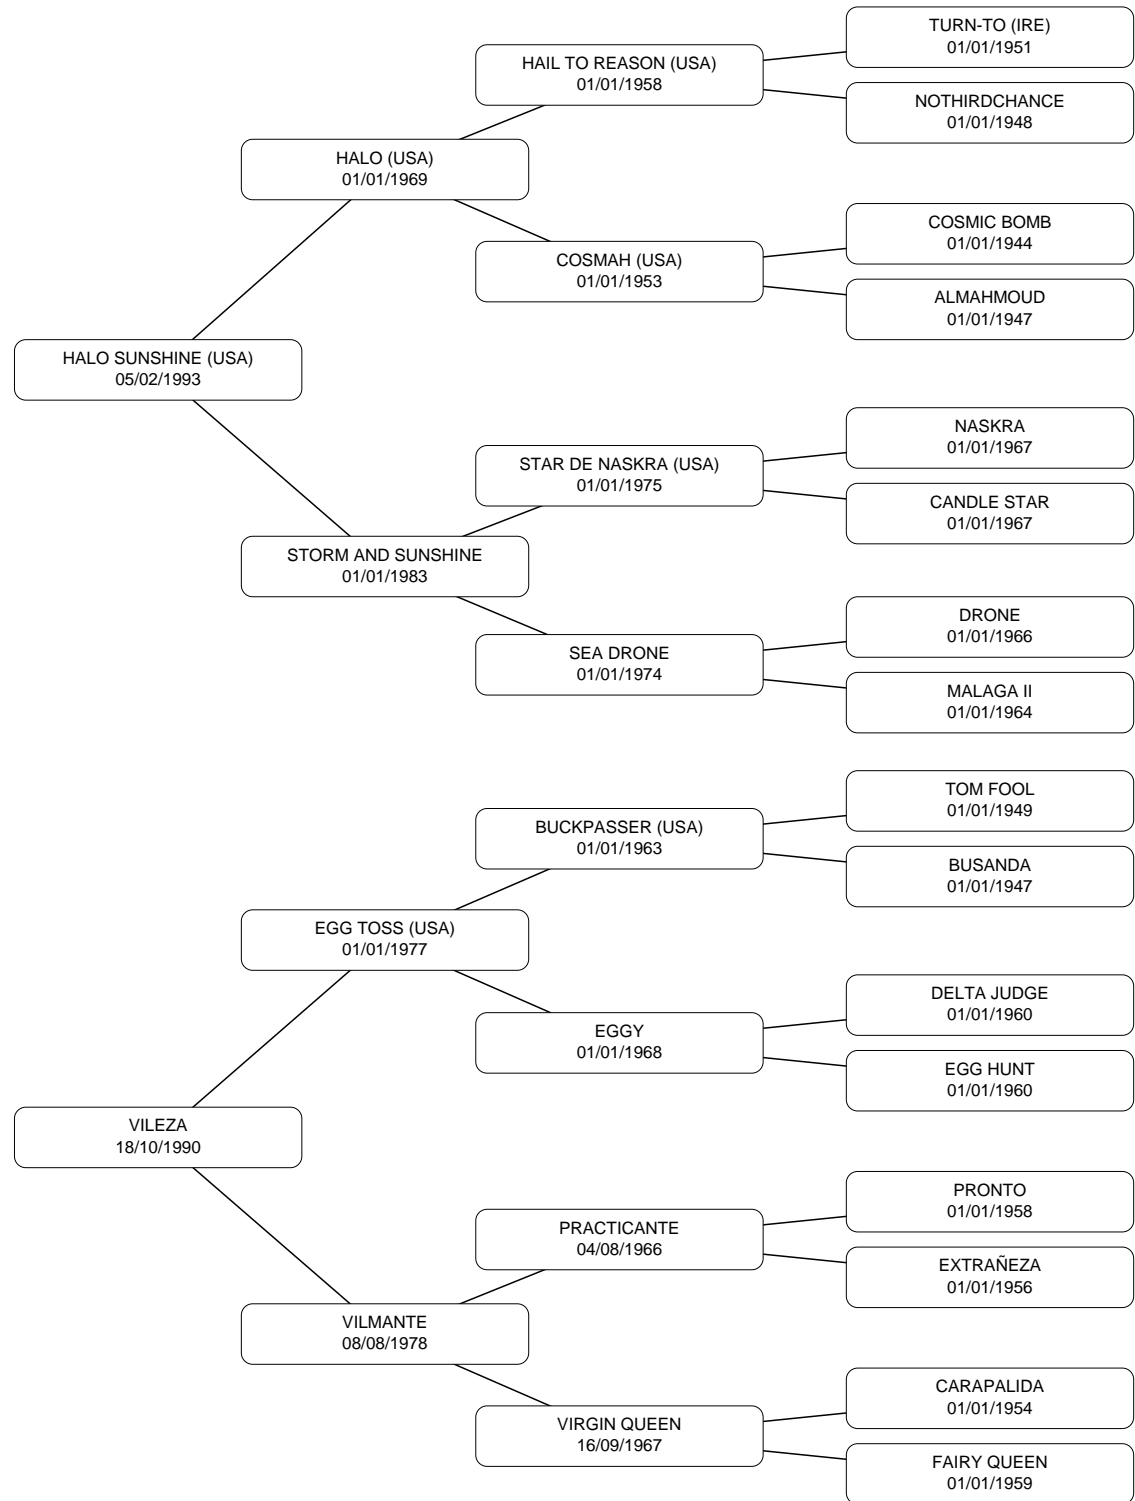 TURN-TO (IRE)
01/01/1951
HAIL TO REASON (USA)
01/01/1958
NOTHIRDCHANCE
01/01/1948
HALO (USA)
01/01/1969
COSMIC BOMB
01/01/1944
COSMAH (USA)
01/01/1953
ALMAHMOUD
01/01/1947
HALO SUNSHINE (USA)
05/02/1993
NASKRA
01/01/1967
STAR DE NASKRA (USA)
01/01/1975
CANDLE STAR
01/01/1967
STORM AND SUNSHINE
01/01/1983
DRONE
01/01/1966
SEA DRONE
01/01/1974
MALAGA II
01/01/1964
TOM FOOL
01/01/1949
BUCKPASSER (USA)
01/01/1963
BUSANDA
01/01/1947
EGG TOSS (USA)
01/01/1977
DELTA JUDGE
01/01/1960
EGGY
01/01/1968
EGG HUNT
01/01/1960
VILEZA
18/10/1990
PRONTO
01/01/1958
PRACTICANTE
04/08/1966
EXTRAÑEZA
01/01/1956
VILMANTE
08/08/1978
CARAPALIDA
01/01/1954
VIRGIN QUEEN
16/09/1967
FAIRY QUEEN
01/01/1959